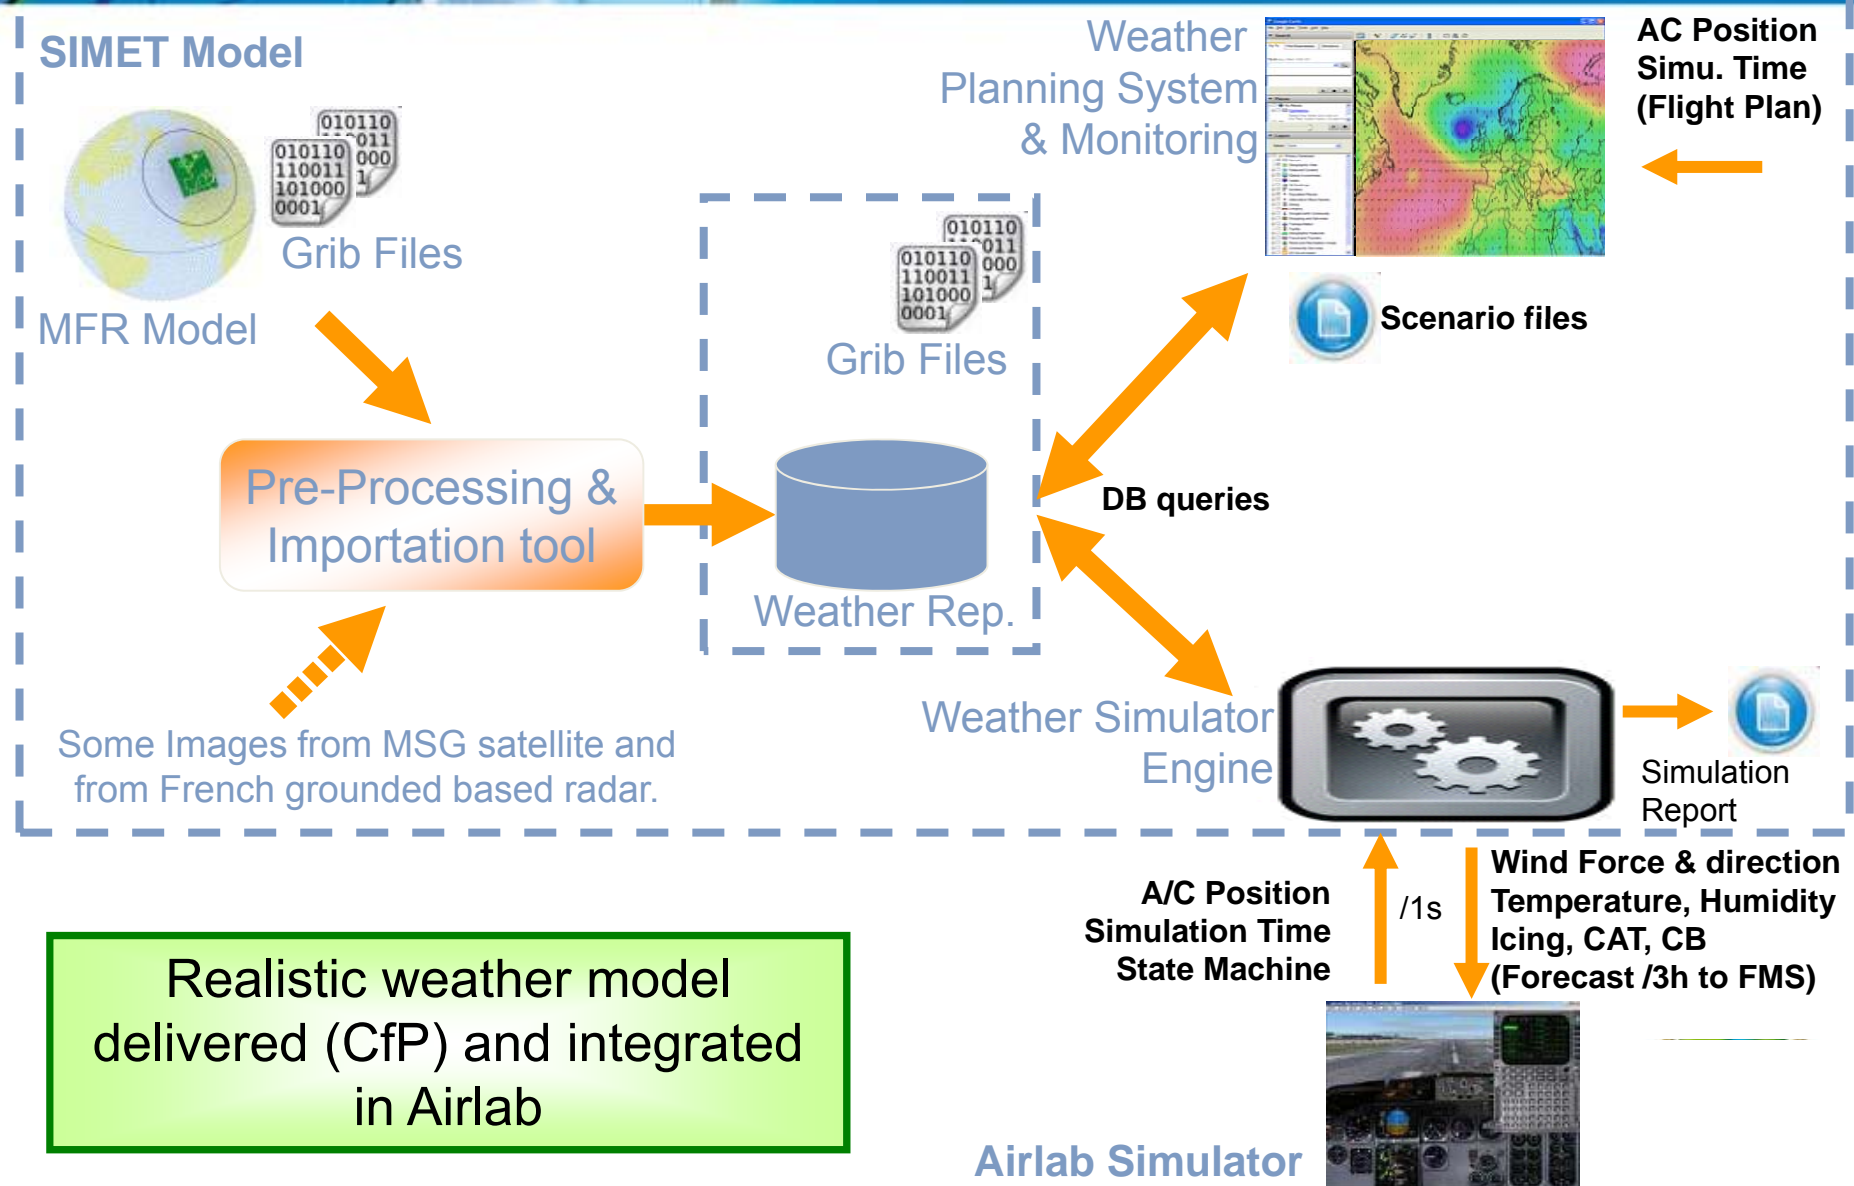 SIMET Model
010110
110011
101000
0001
Grib Files
MFR Model
Pre-Processing &
Importation tool
Some Images from MSG satellite and
from French grounded based radar.
010110
110011
101000
0001
Grib Files
Weather Rep.
Weather
Planning System
& Monitoring
AC Position
Simu. Time
(Flight Plan)
Scenario files
DB queries
Weather Simulator
Engine
Simulation
Report
A/C Position
Simulation Time
State Machine
/1s
Wind Force & direction
Temperature, Humidity
Icing, CAT, CB
(Forecast /3h to FMS)
Realistic weather model
delivered (CfP) and integrated
in Airlab
Airlab Simulator